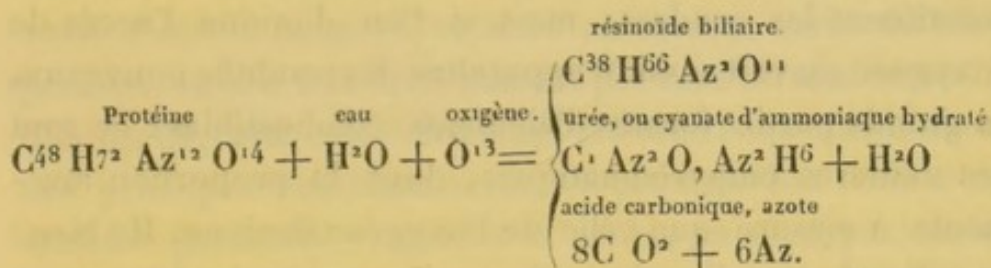 résinoïde biliaire.
C³⁸ H⁶⁶ Az² O¹¹
Protéine eau oxigène. urée, ou cyanate d'ammoniaque hydraté
C⁴⁸ H⁷² Az¹² O¹⁴ + H²O + O¹³ = C¹ Az² O, Az² H⁶ + H²O
acide carbonique, azote
8C O² + 6Az.